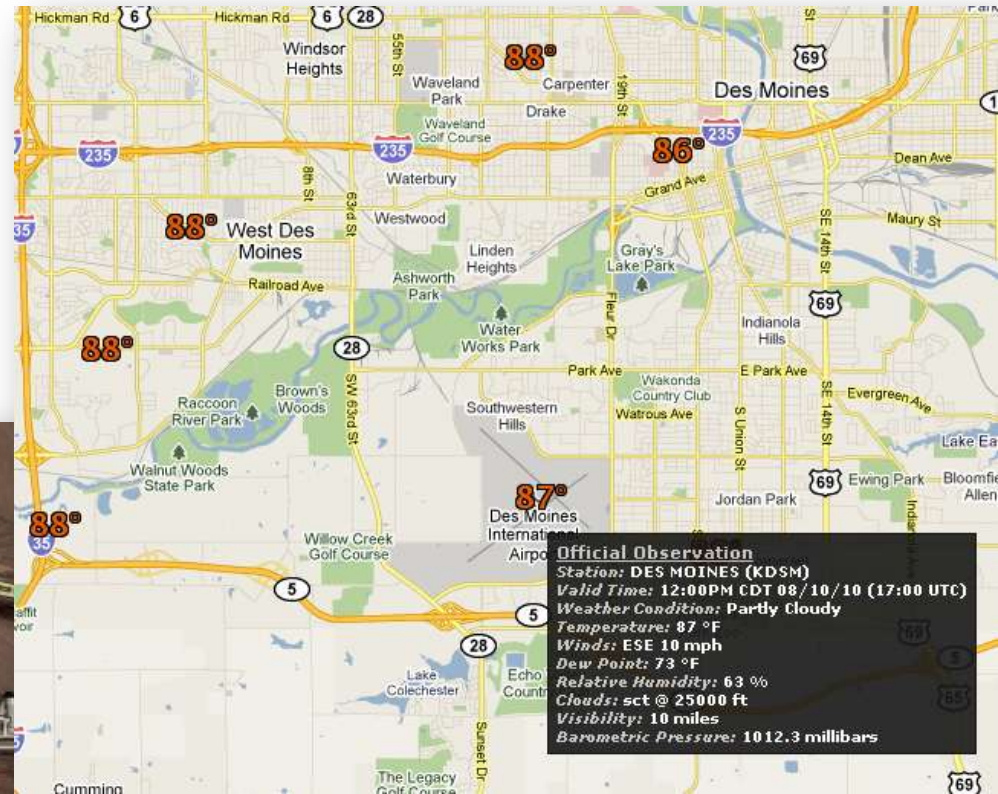 Hickman Rd
6
Hickman Rd
6
28
Windsor
Heights
55th St
88°
Waveland
Park
Carpenter
19th St
69
Des Moines
Drake
Waveland
Golf Course
235
235
86°
235
Dean Ave
8th St
Waterbury
Grand Ave
63rd St
88°
West Des
Moines
Westwood
Maury St
35
Linden
Heights
Gray's
Lake Park
SE 14th St
Railroad Ave
Ashworth
Park
Fleur Dr
69
Water
Works Park
Indianola
Hills
88°
28
Park Ave
E Park Ave
Wakonda
Country Club
SW 63rd St
Brown's
Woods
Raccoon
River Park
Southwestern
Hills
Watrous Ave
S Union St
SE 14th St
Evergreen Ave
Walnut Woods
State Park
69
Ewing Park
87°
Jordan Park
88°
35
Des Moines
International
Willow Creek
Golf Course
5
5
28
Lake
Colechester
Sunset Dr
The Legacy
Golf Course
Cumming
Official Observation
Station: DES MOINES (KDSM)
Valid Time: 12:00PM CDT 08/10/10 (17:00 UTC)
Weather Condition: Partly Cloudy
Temperature: 87 °F
Winds: ESE 10 mph
Dew Point: 73 °F
Relative Humidity: 63 %
Clouds: sct @ 25000 ft
Visibility: 10 miles
Barometric Pressure: 1012.3 millibars
69
5
65
69